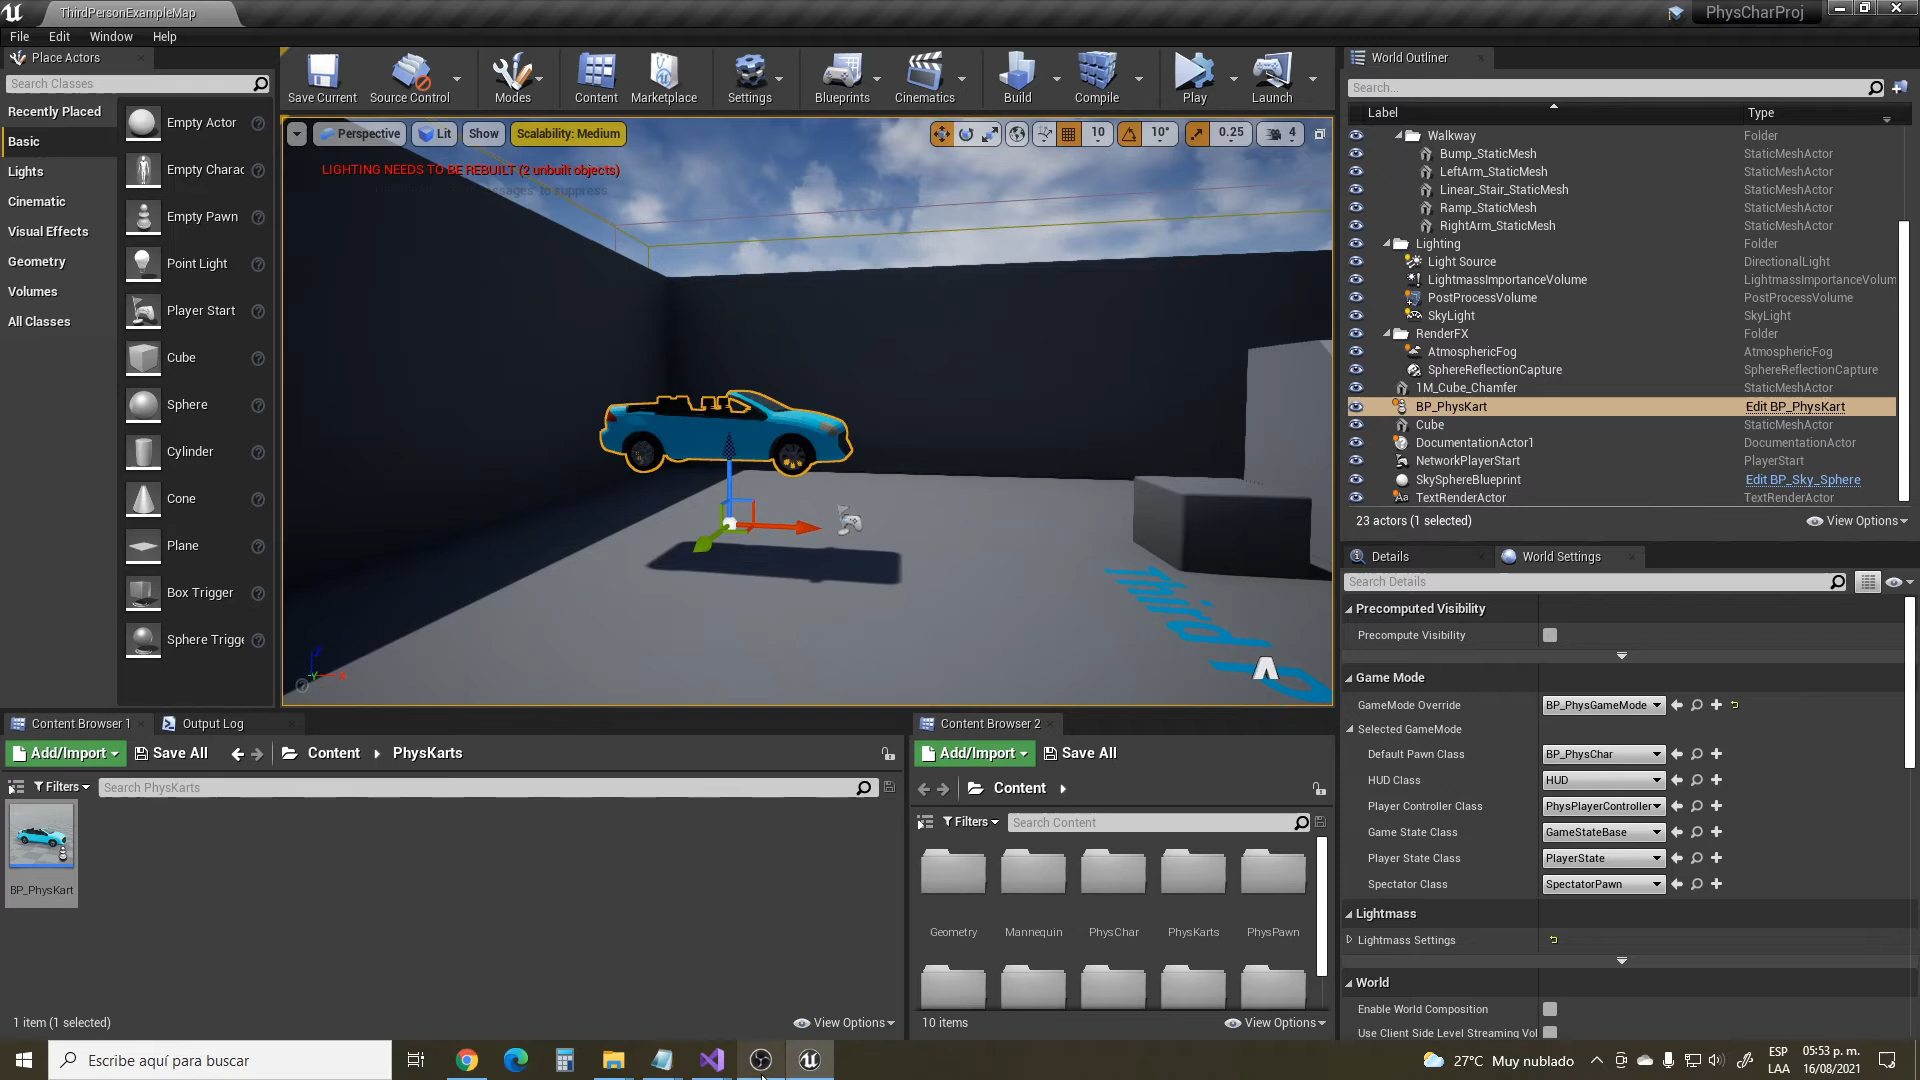 ThirdPersonExampleMap
PhysCharProj
File Edit Window Help
Place Actors
Search Classes
Recently Placed
Basic
Lights
Cinematic
Visual Effects
Geometry
Volumes
All Classes
Empty Actor
Empty Charac
Empty Pawn
Point Light
Player Start
Cube
Sphere
Cylinder
Cone
Plane
Box Trigger
Sphere Trigge
Save Current
Source Control
Modes
Content
Marketplace
Settings
Blueprints
Cinematics
Build
Compile
Play
Launch
Perspective
Lit
Show
Scalability: Medium
10
10°
0.25
4
LIGHTING NEEDS TO BE REBUILT (2 unbuilt objects)
to suppress
World Outliner
Search...
Label Type
Walkway Folder
Bump_StaticMesh StaticMeshActor
LeftArm_StaticMesh StaticMeshActor
Linear_Stair_StaticMesh StaticMeshActor
Ramp_StaticMesh StaticMeshActor
RightArm_StaticMesh StaticMeshActor
Lighting Folder
Light Source DirectionalLight
LightmassImportanceVolume LightmassImportanceVolum
PostProcessVolume PostProcessVolume
SkyLight SkyLight
RenderFX Folder
AtmosphericFog AtmosphericFog
SphereReflectionCapture SphereReflectionCapture
1M_Cube_Chamfer StaticMeshActor
BP_PhysKart Edit BP_PhysKart
Cube StaticMeshActor
DocumentationActor1 DocumentationActor
NetworkPlayerStart PlayerStart
SkySphereBlueprint Edit BP_Sky_Sphere
TextRenderActor TextRenderActor
23 actors (1 selected)
View Options
Details
World Settings
Search Details
Precomputed Visibility
Precompute Visibility
Game Mode
GameMode Override BP_PhysGameMode
Selected GameMode
Default Pawn Class BP_PhysChar
HUD Class HUD
Player Controller Class PhysPlayerController
Game State Class GameStateBase
Player State Class PlayerState
Spectator Class SpectatorPawn
Lightmass
Lightmass Settings
World
Enable World Composition
Use Client Side Level Streaming Vol
Content Browser 1
Output Log
Add/Import
Save All
Content
PhysKarts
Filters
Search PhysKarts
BP_PhysKart
1 item (1 selected)
View Options
Content Browser 2
Add/Import
Save All
Content
Filters
Search Content
Geometry
Mannequin
PhysChar
PhysKarts
PhysPawn
10 items
View Options
Escribe aquí para buscar
27°C Muy nublado
ESP
LAA
05:53 p. m.
16/08/2021